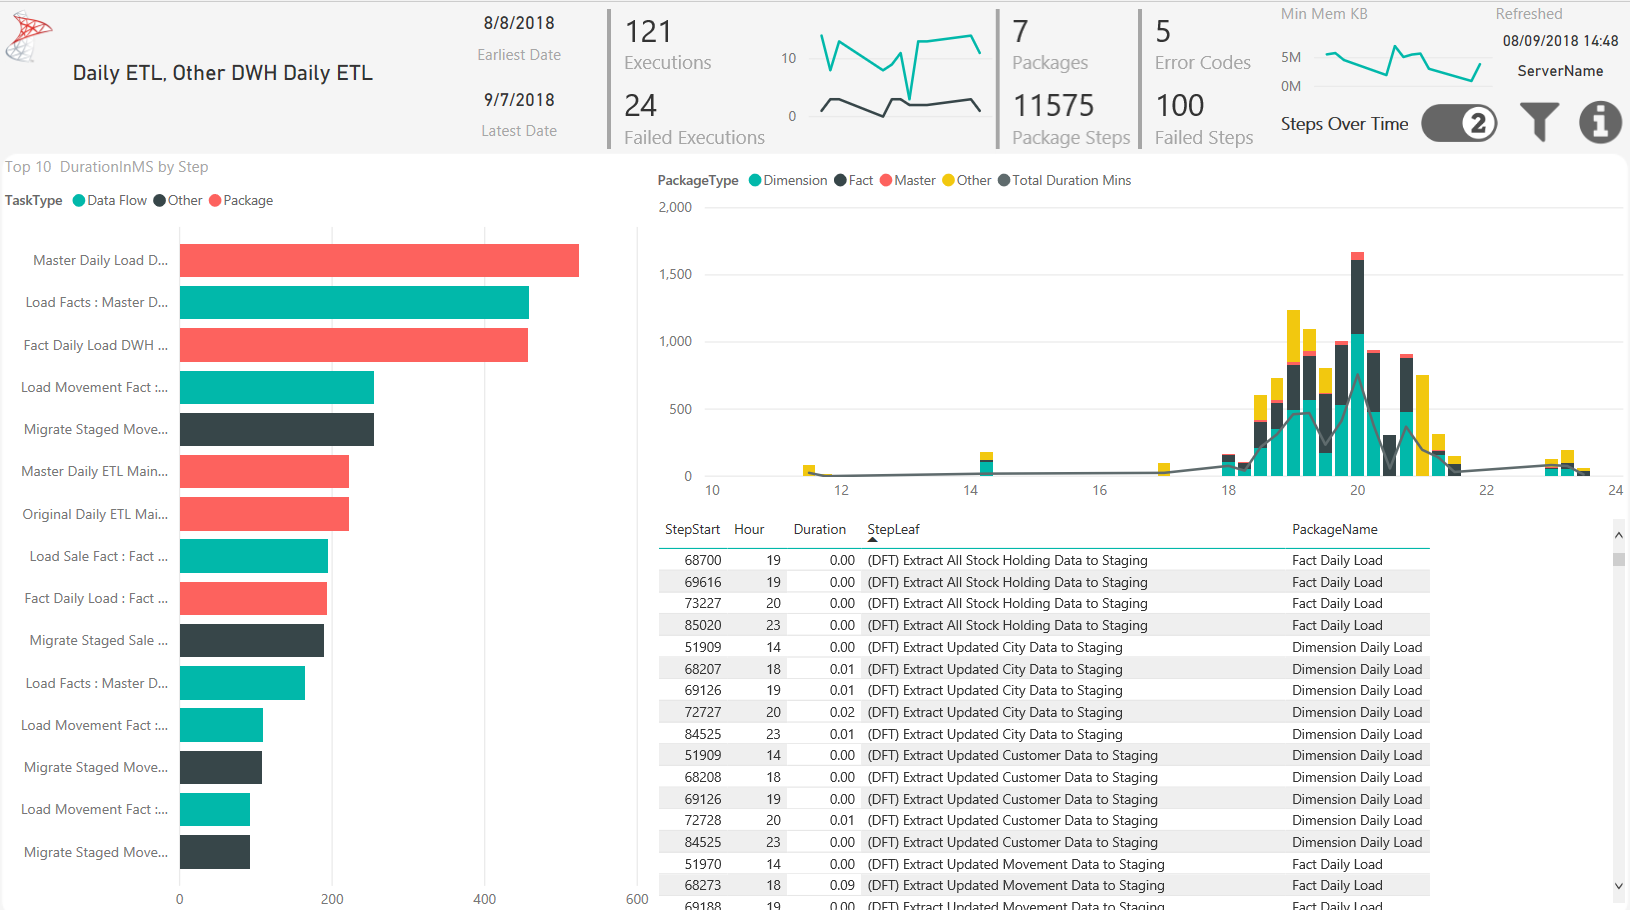 Daily ETL, Other DWH Daily ETL
8/8/2018
Earliest Date
9/7/2018
Latest Date
121
Executions
24
Failed Executions
10
0
7
Packages
11575
Package Steps
5
Error Codes
100
Failed Steps
Min Mem KB
5M
0M
Refreshed
08/09/2018 14:48
ServerName
Steps Over Time
2
Top 10 DurationInMS by Step
TaskType Data Flow Other Package
Master Daily Load D...
Load Facts : Master D...
Fact Daily Load DWH ...
Load Movement Fact :...
Migrate Staged Move...
Master Daily ETL Main...
Original Daily ETL Mai...
Load Sale Fact : Fact ...
Fact Daily Load : Fact ...
Migrate Staged Sale ...
Load Facts : Master D...
Load Movement Fact :...
Migrate Staged Move...
Load Movement Fact :...
Migrate Staged Move...
0 200 400 600
PackageType Dimension Fact Master Other Total Duration Mins
2,000
1,500
1,000
500
0
10 12 14 16 18 20 22 24
StepStart Hour Duration StepLeaf PackageName
68700 19 0.00 (DFT) Extract All Stock Holding Data to Staging Fact Daily Load
69616 19 0.00 (DFT) Extract All Stock Holding Data to Staging Fact Daily Load
73227 20 0.00 (DFT) Extract All Stock Holding Data to Staging Fact Daily Load
85020 23 0.00 (DFT) Extract All Stock Holding Data to Staging Fact Daily Load
51909 14 0.00 (DFT) Extract Updated City Data to Staging Dimension Daily Load
68207 18 0.01 (DFT) Extract Updated City Data to Staging Dimension Daily Load
69126 19 0.01 (DFT) Extract Updated City Data to Staging Dimension Daily Load
72727 20 0.02 (DFT) Extract Updated City Data to Staging Dimension Daily Load
84525 23 0.01 (DFT) Extract Updated City Data to Staging Dimension Daily Load
51909 14 0.00 (DFT) Extract Updated Customer Data to Staging Dimension Daily Load
68208 18 0.00 (DFT) Extract Updated Customer Data to Staging Dimension Daily Load
69126 19 0.00 (DFT) Extract Updated Customer Data to Staging Dimension Daily Load
72728 20 0.01 (DFT) Extract Updated Customer Data to Staging Dimension Daily Load
84525 23 0.00 (DFT) Extract Updated Customer Data to Staging Dimension Daily Load
51970 14 0.00 (DFT) Extract Updated Movement Data to Staging Fact Daily Load
68273 18 0.09 (DFT) Extract Updated Movement Data to Staging Fact Daily Load
69188 19 0.00 (DFT) Extract Updated Movement Data to Staging Fact Daily Load